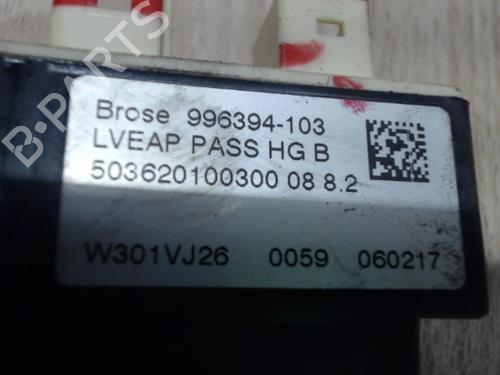 B-PARTS
Brose 996394-103
LVEAP PASS HG B
503620100300 08 8.2
W301VJ26 0059 060217